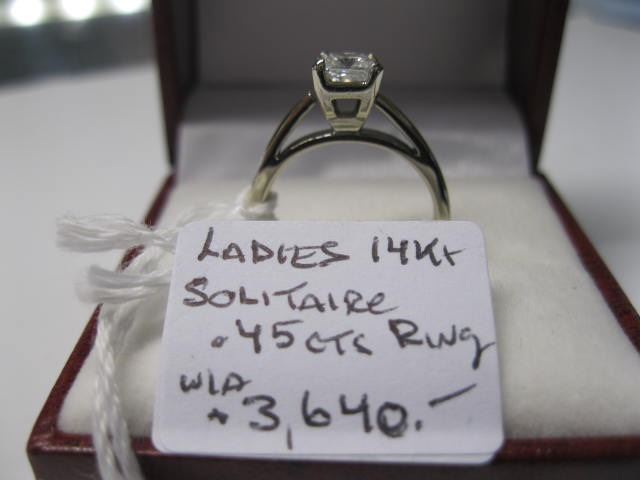 LADIES 14Kt
SOLITAIRE
.45 CTS RING
W/A
3,640.-